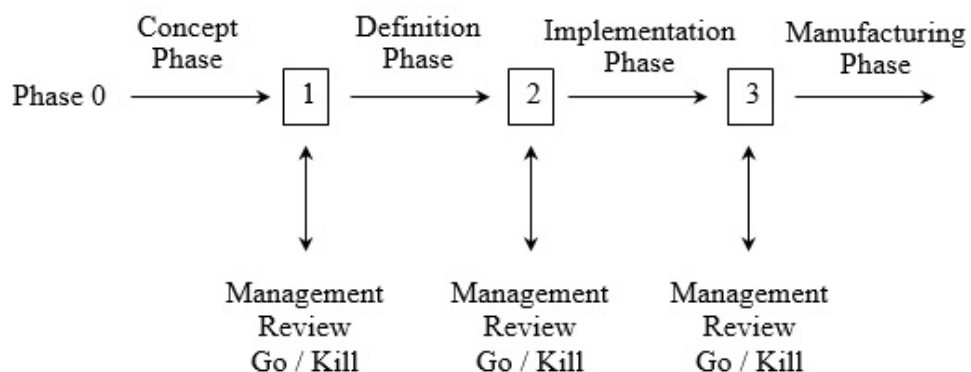 Concept
Phase
Definition
Phase
Implementation
Phase
Manufacturing
Phase
Phase 0
1
2
3
Management
Review
Go / Kill
Management
Review
Go / Kill
Management
Review
Go / Kill